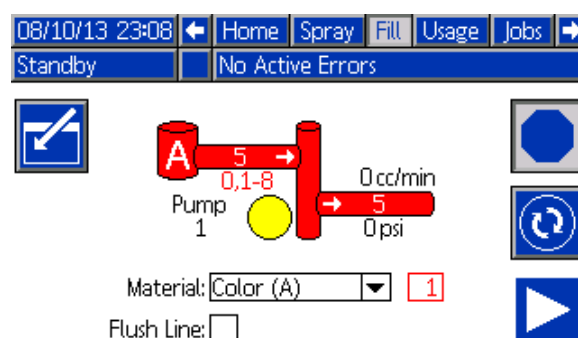 08/10/13 23:08 Home Spray Fill Usage Jobs
Standby No Active Errors
A 5
0,1-8
0 cc/min
Pump
1
5
0 psi
Material: Color (A) 1
Flush Line: